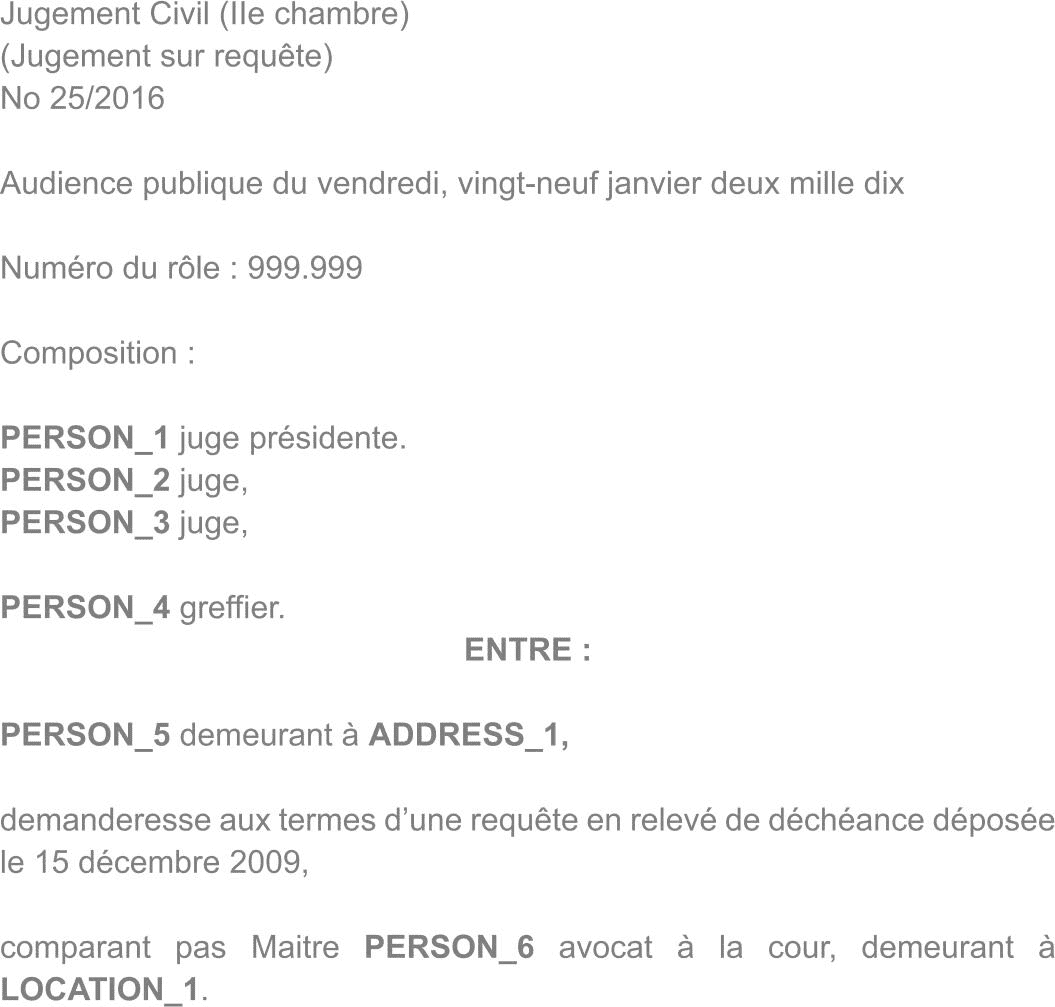 Jugement Civil (IIe chambre)
(Jugement sur requête)
No 25/2016
Audience publique du vendredi, vingt-neuf janvier deux mille dix
Numéro du rôle : 999.999
Composition :
PERSON_1 juge présidente.
PERSON_2 juge,
PERSON_3 juge,
PERSON_4 greffier.
ENTRE :
PERSON_5 demeurant à ADDRESS_1,
demanderesse aux termes d’une requête en relevé de déchéance déposée
le 15 décembre 2009,
comparant pas Maitre PERSON_6 avocat à la cour, demeurant à
LOCATION_1.